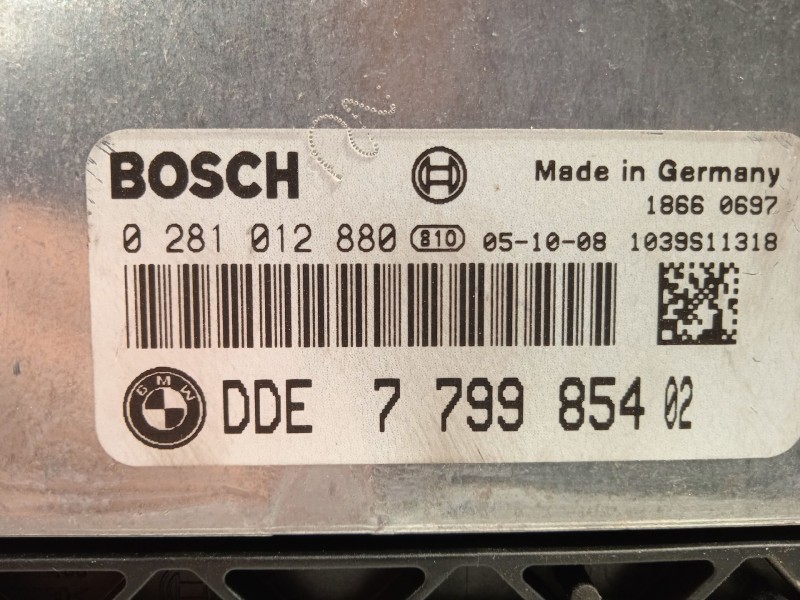 BOSCH
Made in Germany
1866 0697
0 281 012 880 810 05-10-08 1039S11318
BMW
DDE 7 799 854 02